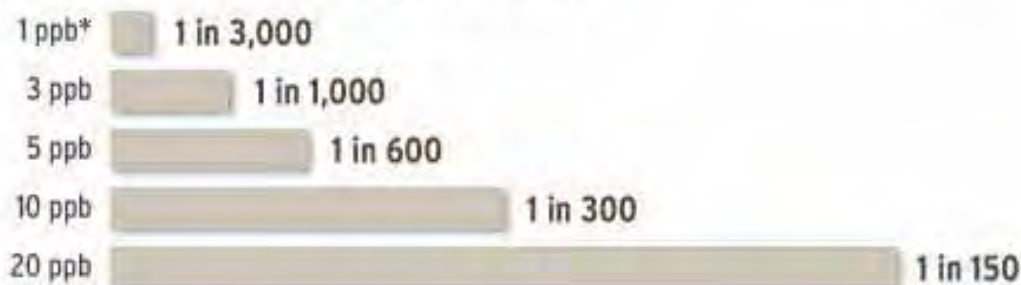 1 ppb* 1 in 3,000
3 ppb 1 in 1,000
5 ppb 1 in 600
10 ppb 1 in 300
20 ppb 1 in 150